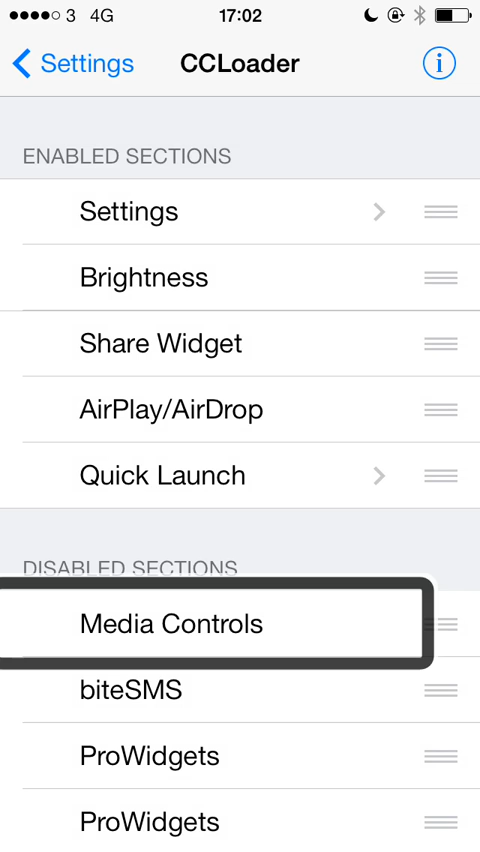 3 4G 17:02
Settings CCLoader i
ENABLED SECTIONS
Settings
Brightness
Share Widget
AirPlay/AirDrop
Quick Launch
DISABLED SECTIONS
Media Controls
biteSMS
ProWidgets
ProWidgets